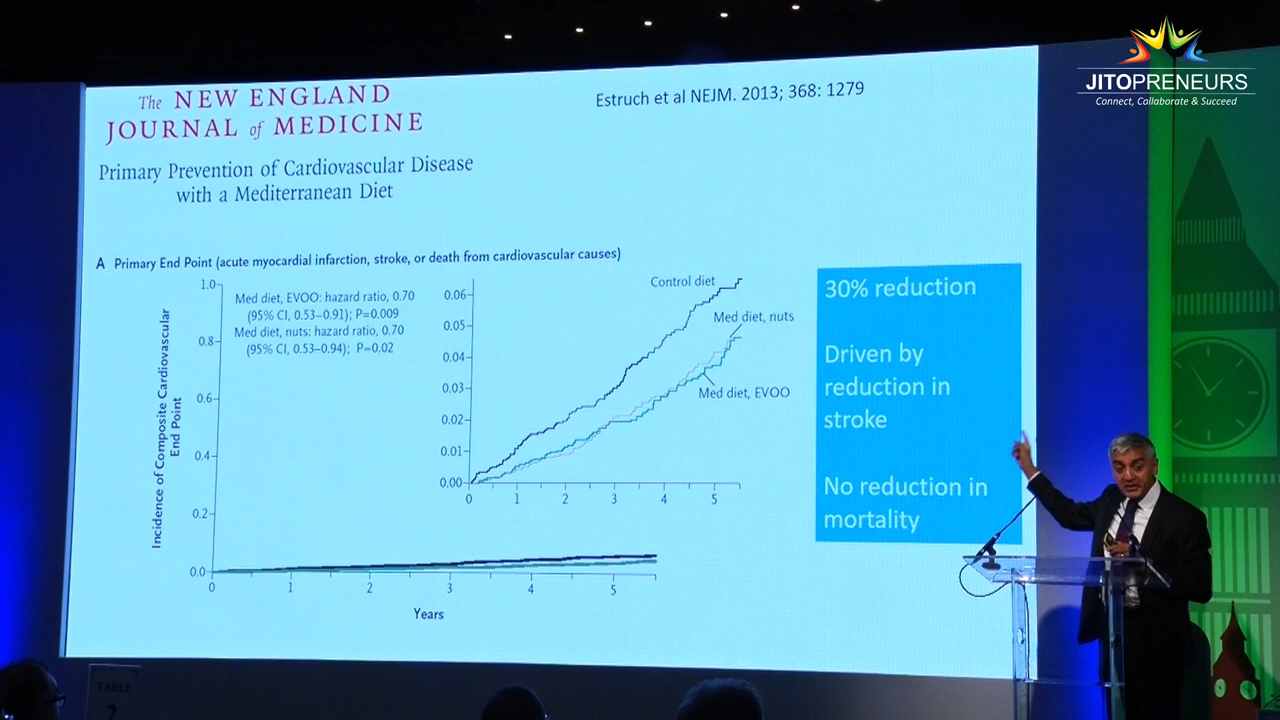 JITOPRENEURS
Connect, Collaborate & Succeed
The NEW ENGLAND
JOURNAL of MEDICINE
Estruch et al NEJM. 2013; 368: 1279
Primary Prevention of Cardiovascular Disease
with a Mediterranean Diet
A Primary End Point (acute myocardial infarction, stroke, or death from cardiovascular causes)
Incidence of Composite Cardiovascular
End Point
1.0
0.8
0.6
0.4
0.2
0.0
0 1 2 3 4 5
Years
Med diet, EVOO: hazard ratio, 0.70
(95% CI, 0.53–0.91); P=0.009
Med diet, nuts: hazard ratio, 0.70
(95% CI, 0.53–0.94); P=0.02
0.06
0.05
0.04
0.03
0.02
0.01
0.00
0 1 2 3 4 5
Control diet
Med diet, nuts
Med diet, EVOO
30% reduction
Driven by
reduction in
stroke
No reduction in
mortality
TABLE
2